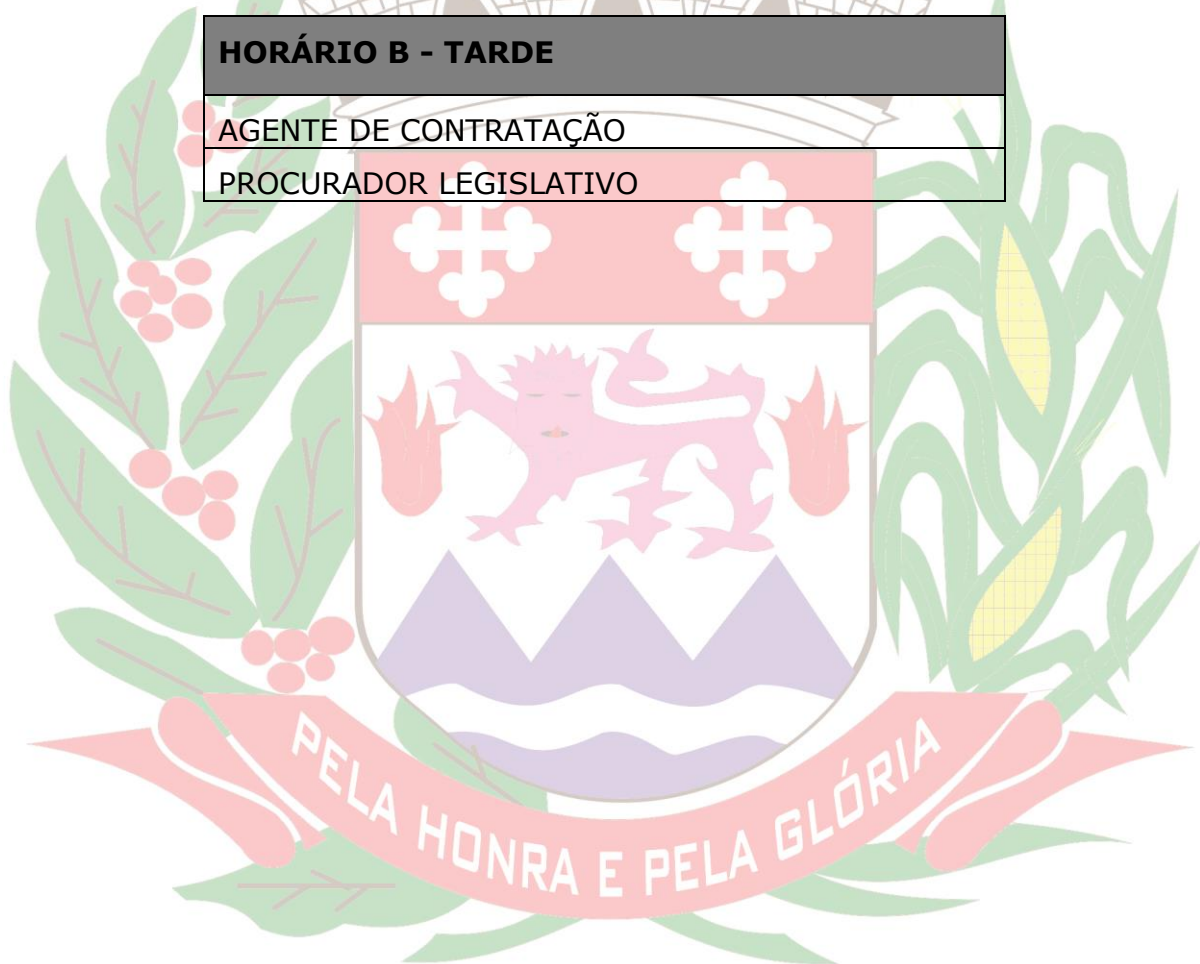 HORÁRIO B - TARDE
AGENTE DE CONTRATAÇÃO
PROCURADOR LEGISLATIVO
PELA HONRA E PELA GLÓRIA